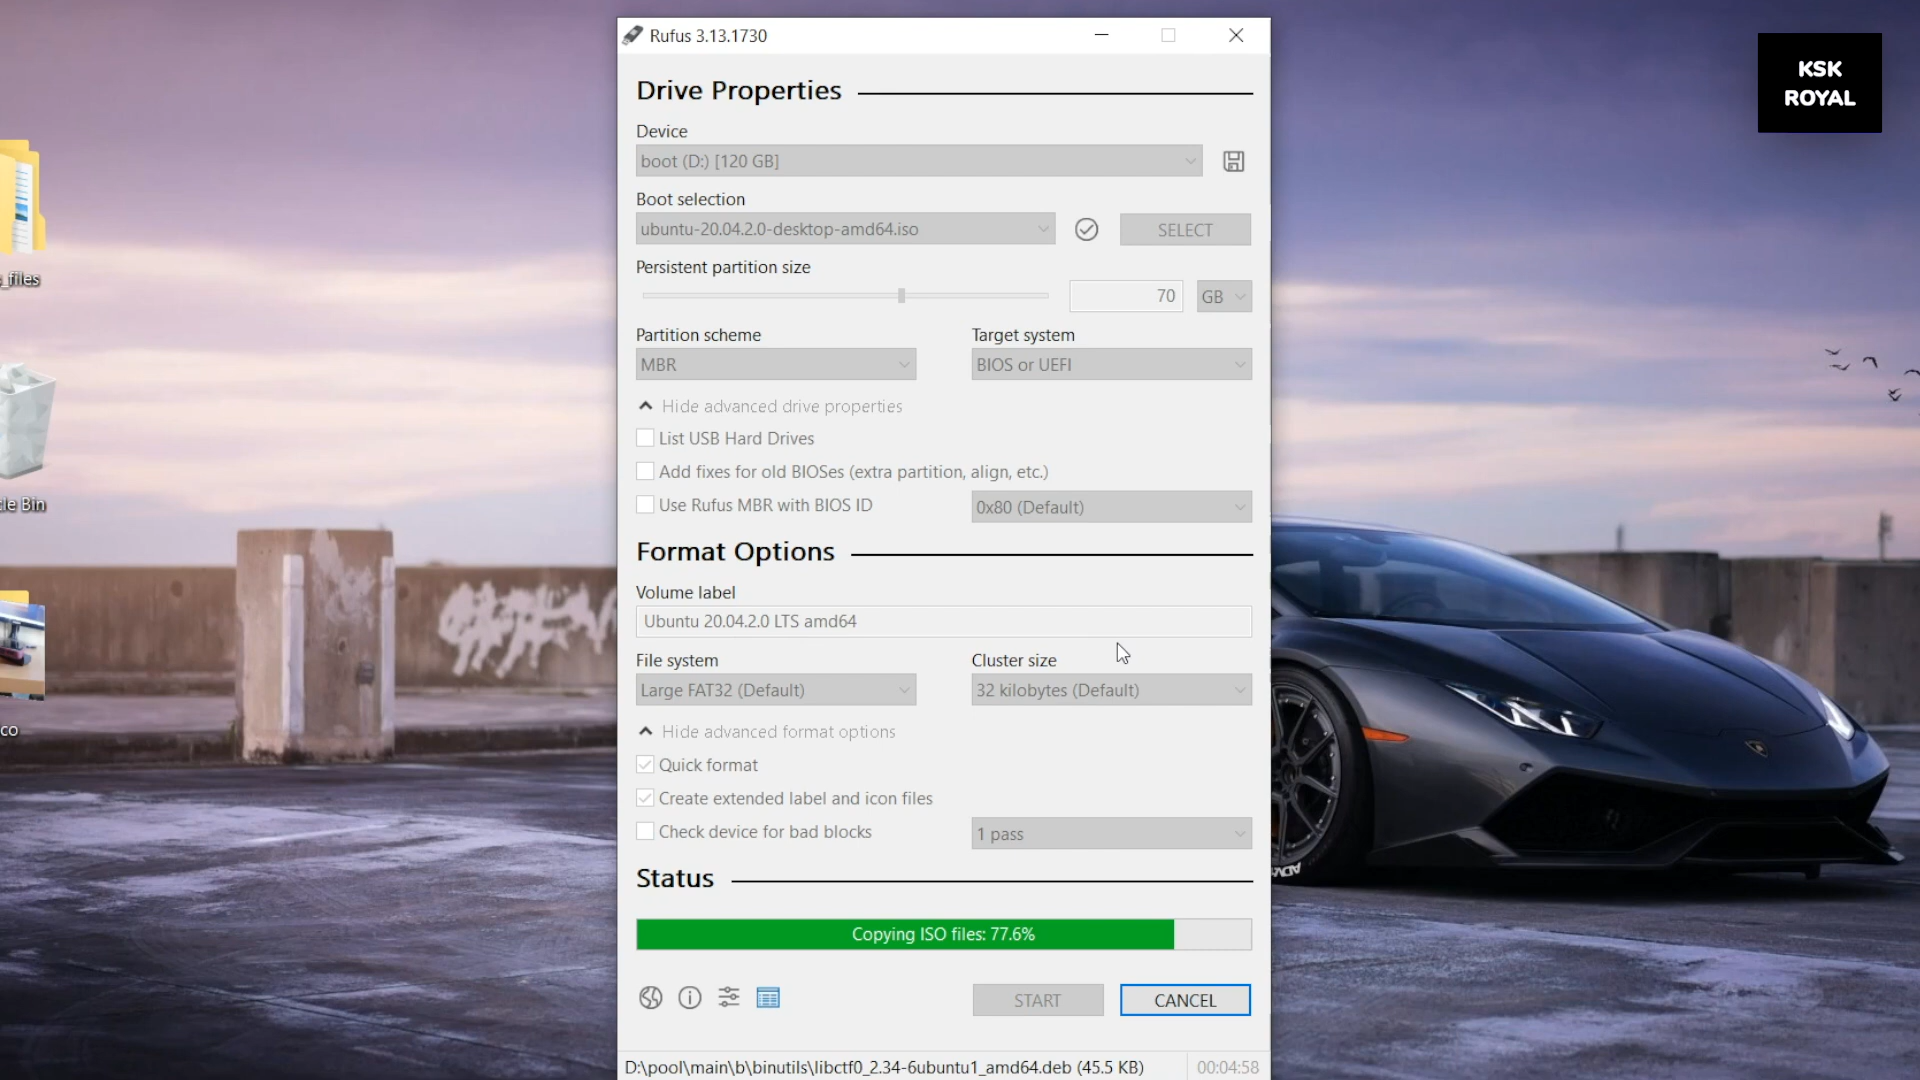 Rufus 3.13.1730
KSK
ROYAL
Drive Properties
Device
boot (D:) [120 GB]
Boot selection
ubuntu-20.04.2.0-desktop-amd64.iso
SELECT
Persistent partition size
70
GB
Partition scheme
Target system
MBR
BIOS or UEFI
Hide advanced drive properties
List USB Hard Drives
Add fixes for old BIOSes (extra partition, align, etc.)
Use Rufus MBR with BIOS ID
0x80 (Default)
Format Options
Volume label
Ubuntu 20.04.2.0 LTS amd64
File system
Cluster size
Large FAT32 (Default)
32 kilobytes (Default)
Hide advanced format options
Quick format
Create extended label and icon files
Check device for bad blocks
1 pass
Status
Copying ISO files: 77.6%
START
CANCEL
D:\pool\main\b\binutils\libctf0_2.34-6ubuntu1_amd64.deb (45.5 KB)
00:04:58
_files
cle Bin
co